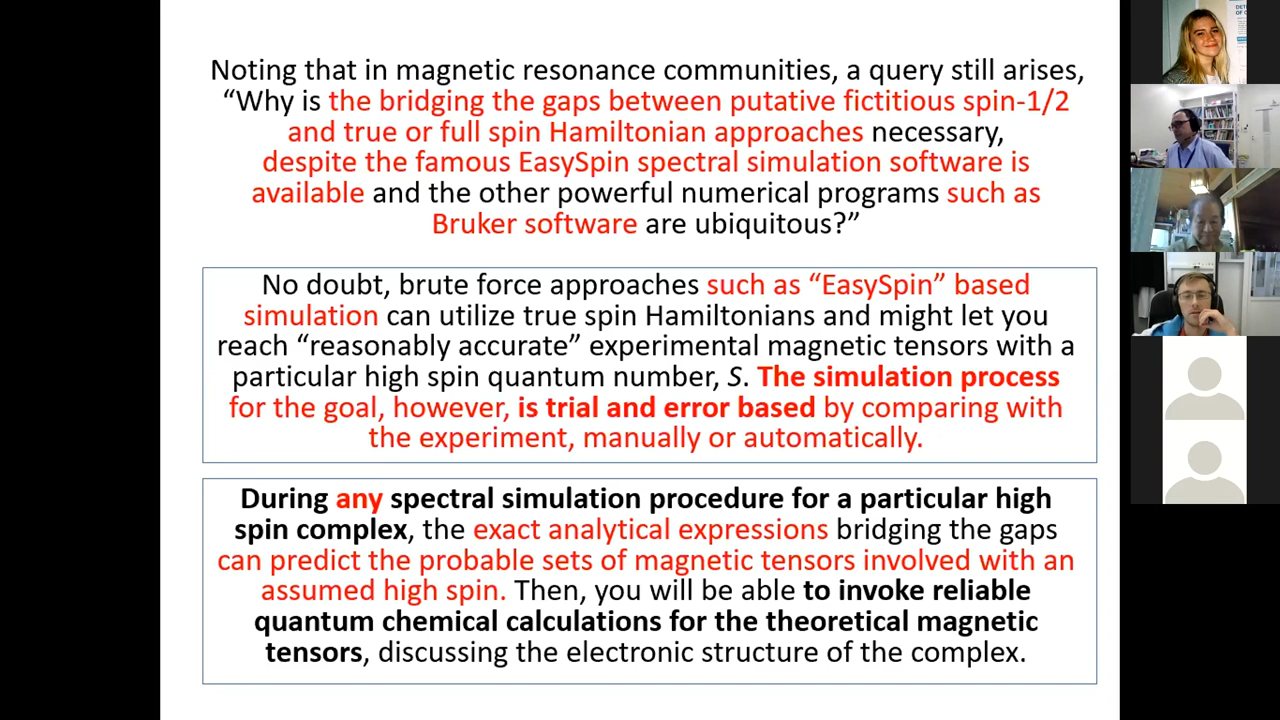 Noting that in magnetic resonance communities, a query still arises,
“Why is the bridging the gaps between putative fictitious spin-1/2
and true or full spin Hamiltonian approaches necessary,
despite the famous EasySpin spectral simulation software is
available and the other powerful numerical programs such as
Bruker software are ubiquitous?”
No doubt, brute force approaches such as “EasySpin” based
simulation can utilize true spin Hamiltonians and might let you
reach “reasonably accurate” experimental magnetic tensors with a
particular high spin quantum number, S. The simulation process
for the goal, however, is trial and error based by comparing with
the experiment, manually or automatically.
During any spectral simulation procedure for a particular high
spin complex, the exact analytical expressions bridging the gaps
can predict the probable sets of magnetic tensors involved with an
assumed high spin. Then, you will be able to invoke reliable
quantum chemical calculations for the theoretical magnetic
tensors, discussing the electronic structure of the complex.